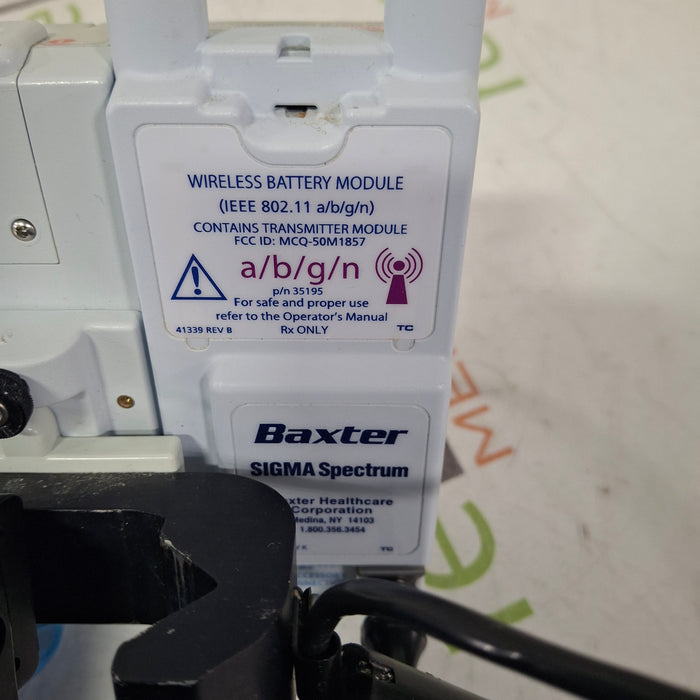 WIRELESS BATTERY MODULE
(IEEE 802.11 a/b/g/n)
CONTAINS TRANSMITTER MODULE
FCC ID: MCQ-50M1857
a/b/g/n
p/n 35195
For safe and proper use
refer to the Operator's Manual
41339 REV B Rx ONLY TC
Baxter
SIGMA Spectrum
Healthcare
Corporation
Medina, NY 14103
1.800.356.3454
TC